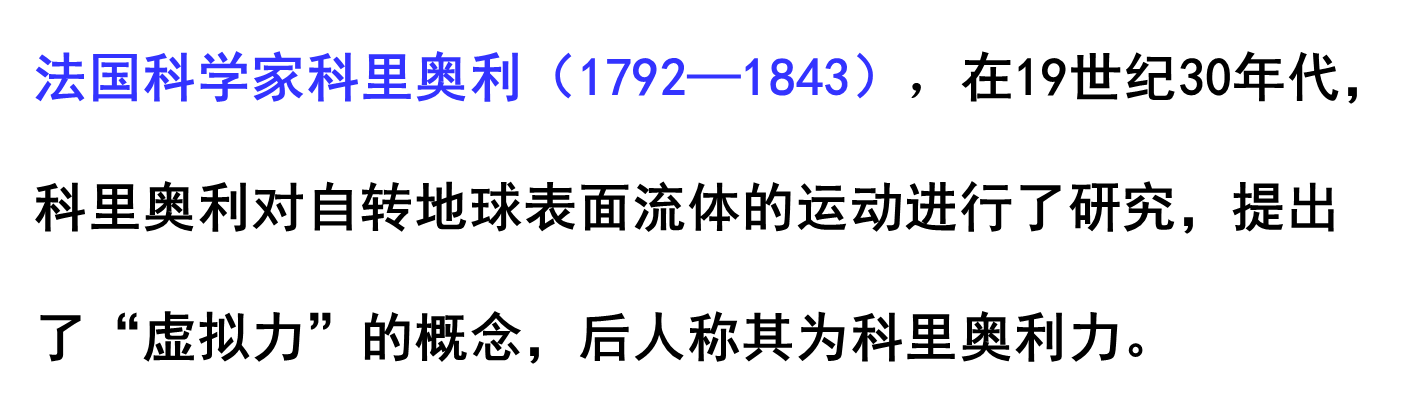 法国科学家科里奥利（1792—1843），在19世纪30年代，
科里奥利对自转地球表面流体的运动进行了研究，提出
了“虚拟力”的概念，后人称其为科里奥利力。